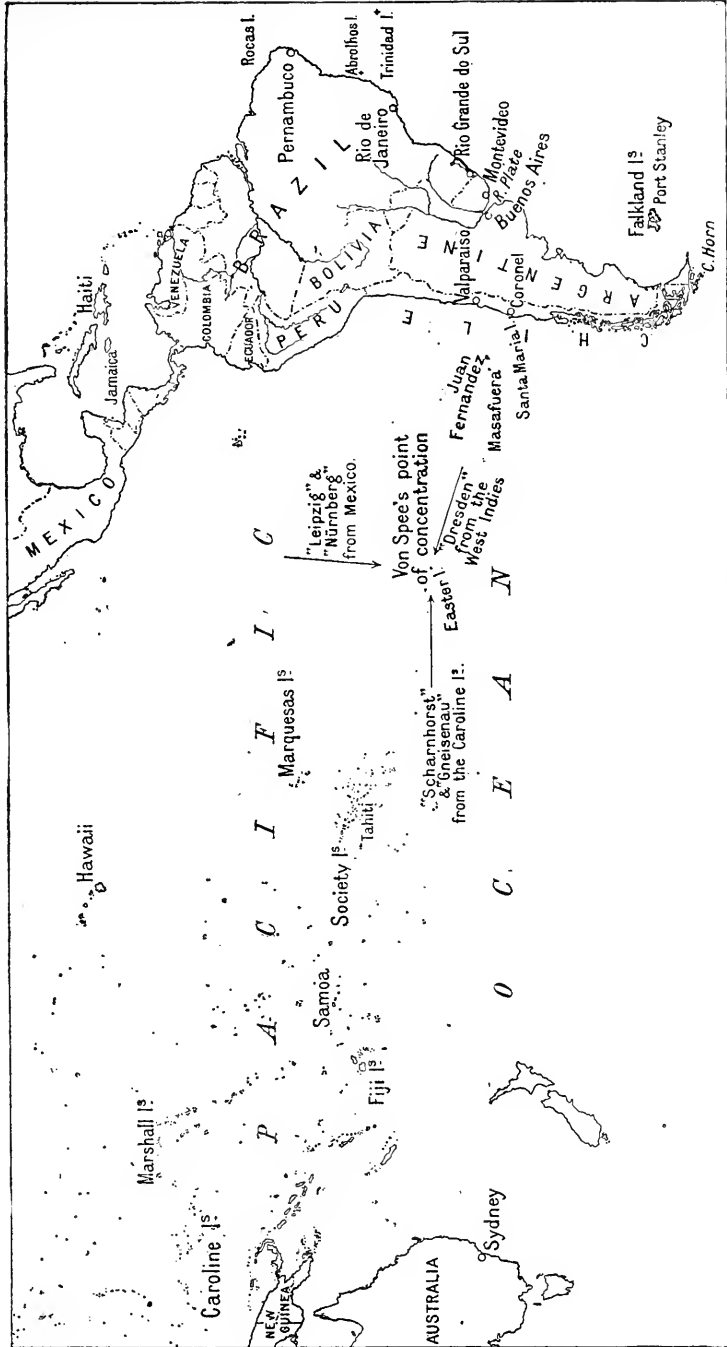 Hawaii
Marshall Is.
Caroline Is.
NEW
GUINEA
AUSTRALIA
Sydney
Samoa
Fiji Is.
Marquesas Is.
Society Is.
Tahiti
PACIFIC
OCEAN
"Scharnhorst"
& "Gneisenau"
from the Caroline Is.
"Leipzig" &
"Nürnberg"
from Mexico.
Von Spee's point
of concentration
Easter I.
"Dresden"
from the
West Indies
MEXICO
Jamaica
Haiti
VENEZUELA
COLOMBIA
ECUADOR
PERU
BRAZIL
BOLIVIA
CHILE
ARGENTINE
Rocas I.
Pernambuco
Abrolhos I.
Trinidad I.
Rio de
Janeiro
Rio Grande do Sul
Montevideo
R. Plate
Buenos Aires
Valparaiso
Coronel
Santa Maria I.
Juan
Fernandez
Masafuera
Falkland Is.
Port Stanley
C. Horn